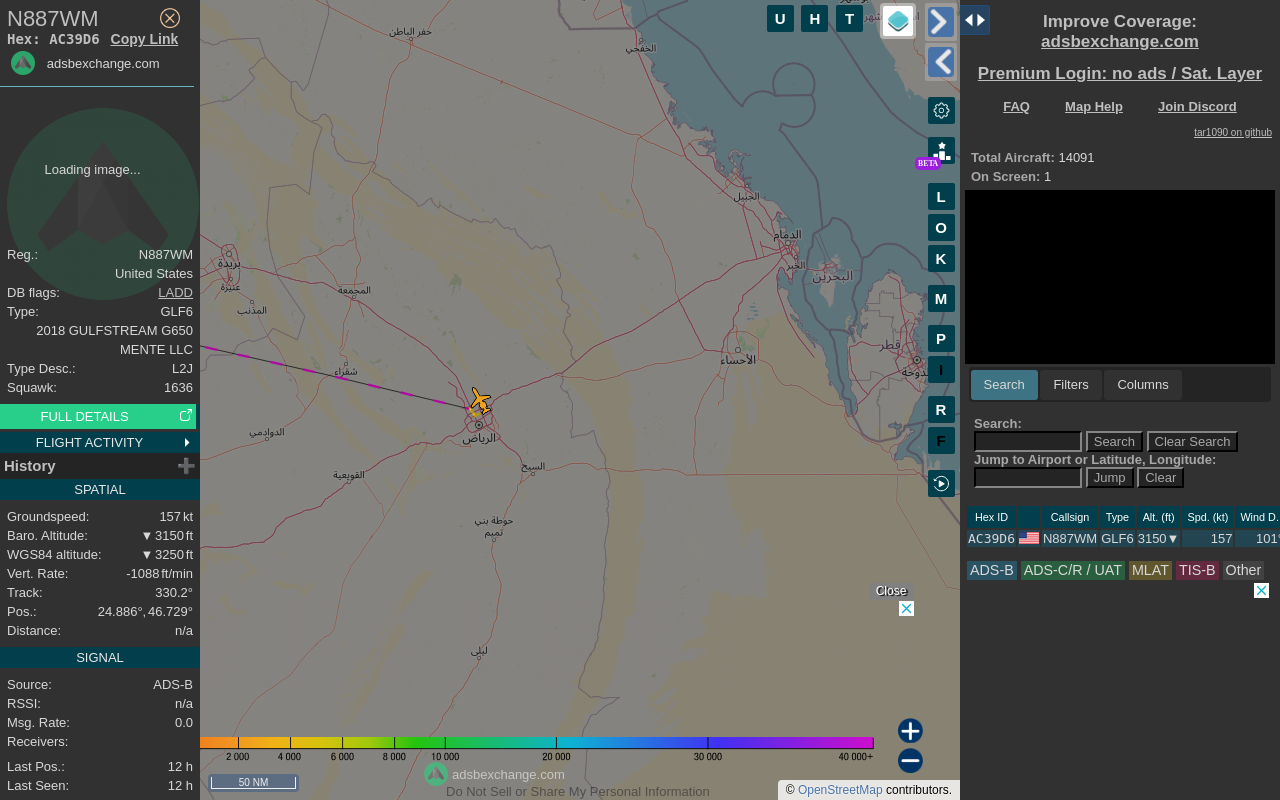 N887WM
Hex: AC39D6 Copy Link
adsbexchange.com
Loading image...
Reg.: N887WM
United States
DB flags: LADD
Type: GLF6
2018 GULFSTREAM G650
MENTE LLC
Type Desc.: L2J
Squawk: 1636
FULL DETAILS
FLIGHT ACTIVITY
History
SPATIAL
Groundspeed: 157 kt
Baro. Altitude: ▼ 3150 ft
WGS84 altitude: ▼ 3250 ft
Vert. Rate: -1088 ft/min
Track: 330.2°
Pos.: 24.886°, 46.729°
Distance: n/a
SIGNAL
Source: ADS-B
RSSI: n/a
Msg. Rate: 0.0
Receivers:
Last Pos.: 12 h
Last Seen: 12 h
حفر الباطن
الخفجي
الجبيل
الدمام
الخبر
البحرين
بريدة
عنيزة
المذنب
المجمعة
قطر
الدوحة
الأحساء
شقراء
الدوادمي
الرياض
القويعية
السيح
حوطة بني
تميم
ليلى
U H T
BETA
L
O
K
M
P
I
R
F
Close
2 000 4 000 6 000 8 000 10 000 20 000 30 000 40 000+
50 NM
adsbexchange.com
Do Not Sell or Share My Personal Information
© OpenStreetMap contributors.
Improve Coverage:
adsbexchange.com
Premium Login: no ads / Sat. Layer
FAQ Map Help Join Discord
tar1090 on github
Total Aircraft: 14091
On Screen: 1
Search Filters Columns
Search:
Search Clear Search
Jump to Airport or Latitude, Longitude:
Jump Clear
Hex ID Callsign Type Alt. (ft) Spd. (kt) Wind D.
AC39D6 N887WM GLF6 3150▼ 157 101°
ADS-B ADS-C/R / UAT MLAT TIS-B Other